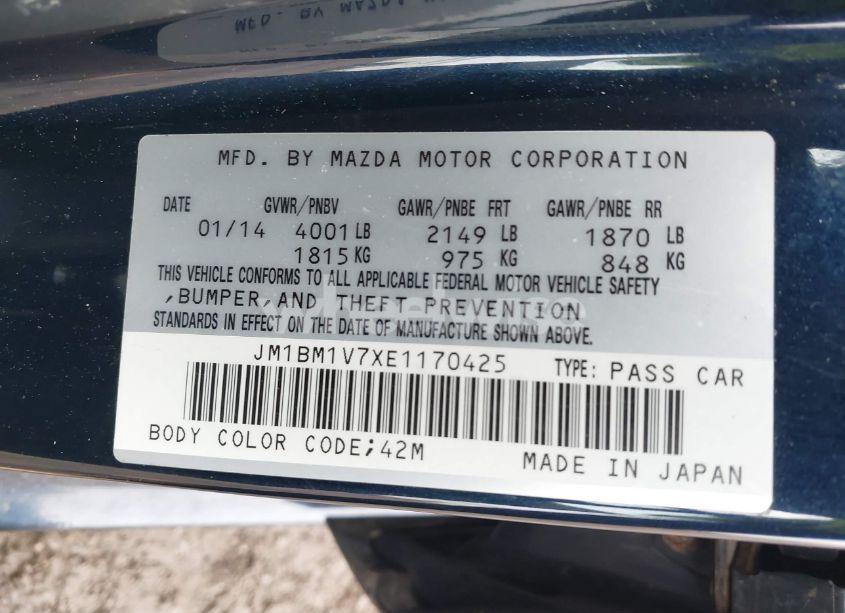 MFD. BY MAZDA MOTOR CORPORATION
DATE GVWR/PNBV GAWR/PNBE FRT GAWR/PNBE RR
01/14 4001 LB 2149 LB 1870 LB
1815 KG 975 KG 848 KG
THIS VEHICLE CONFORMS TO ALL APPLICABLE FEDERAL MOTOR VEHICLE SAFETY
,BUMPER,AND THEFT PREVENTION
STANDARDS IN EFFECT ON THE DATE OF MANUFACTURE SHOWN ABOVE.
JM1BM1V7XE1170425 TYPE: PASS CAR
BODY COLOR CODE;42M
MADE IN JAPAN